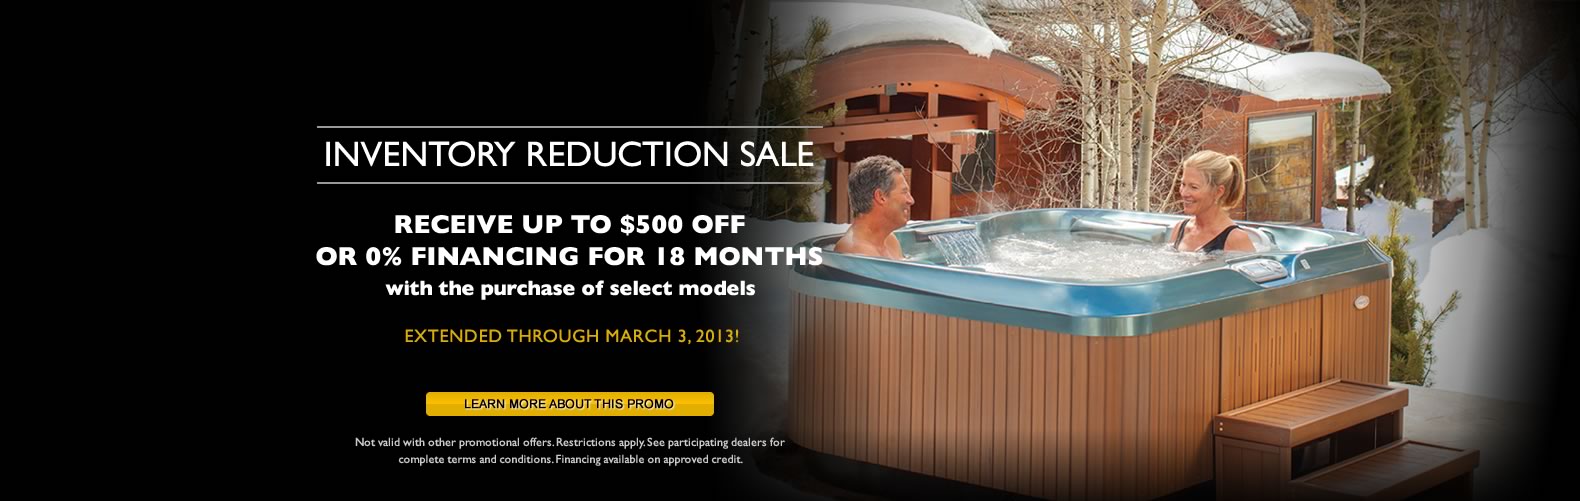 INVENTORY REDUCTION SALE
RECEIVE UP TO $500 OFF
OR 0% FINANCING FOR 18 MONTHS
with the purchase of select models
EXTENDED THROUGH MARCH 3, 2013!
LEARN MORE ABOUT THIS PROMO
Not valid with other promotional offers. Restrictions apply. See participating dealers for
complete terms and conditions. Financing available on approved credit.